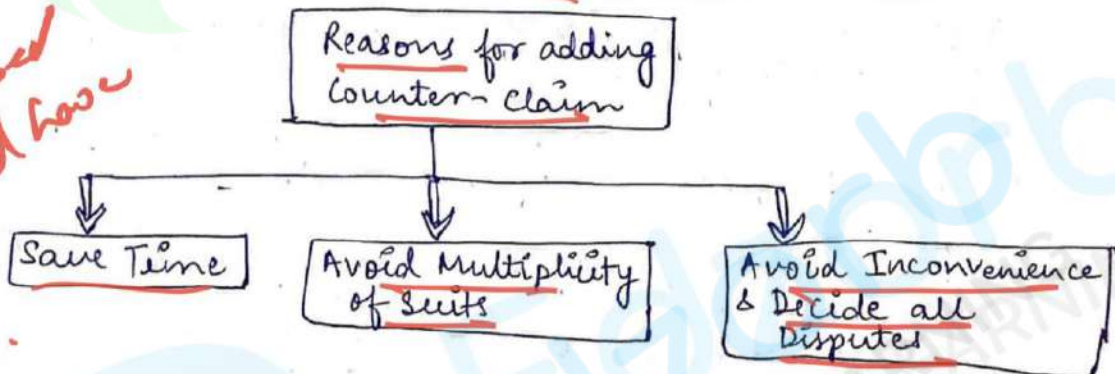 Reasons for adding
Counter-Claim
Save Time
Avoid Multiplicity
of Suits
Avoid Inconvenience
& Decide all
Disputes